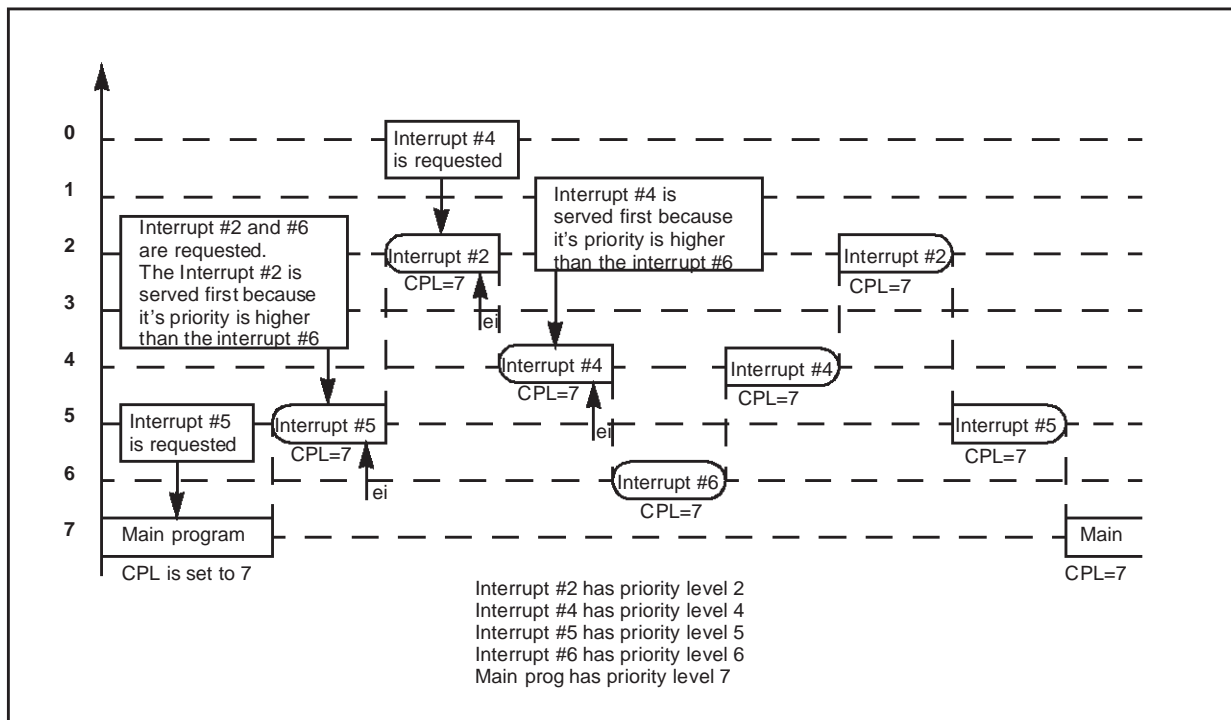 0
Interrupt #4
is requested
1
Interrupt #4 is
served first because
it's priority is higher
than the interrupt #6
Interrupt #2 and #6
are requested.
The Interrupt #2 is
served first because
it's priority is higher
than the interrupt #6
2
Interrupt #2
CPL=7
ei
Interrupt #2
CPL=7
3
4
Interrupt #4
CPL=7
ei
Interrupt #4
CPL=7
5
Interrupt #5
is requested
Interrupt #5
CPL=7
ei
Interrupt #5
CPL=7
6
Interrupt #6
CPL=7
7
Main program
CPL is set to 7
Main
CPL=7
Interrupt #2 has priority level 2
Interrupt #4 has priority level 4
Interrupt #5 has priority level 5
Interrupt #6 has priority level 6
Main prog has priority level 7